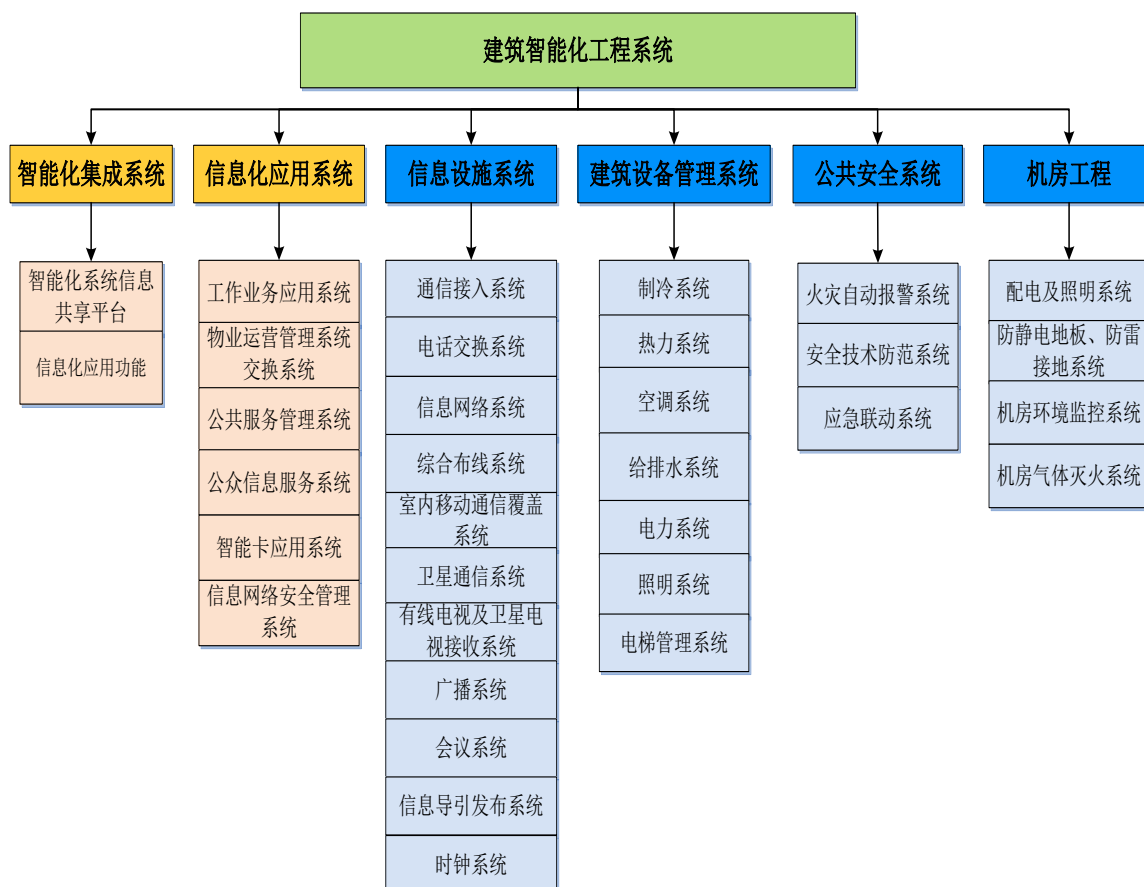 建筑智能化工程系统
智能化集成系统
信息化应用系统
信息设施系统
建筑设备管理系统
公共安全系统
机房工程
智能化系统信息
共享平台
信息化应用功能
工作业务应用系统
物业运营管理系统
交换系统
公共服务管理系统
公众信息服务系统
智能卡应用系统
信息网络安全管理
系统
通信接入系统
电话交换系统
信息网络系统
综合布线系统
室内移动通信覆盖
系统
卫星通信系统
有线电视及卫星电
视接收系统
广播系统
会议系统
信息导引发布系统
时钟系统
制冷系统
热力系统
空调系统
给排水系统
电力系统
照明系统
电梯管理系统
火灾自动报警系统
安全技术防范系统
应急联动系统
配电及照明系统
防静电地板、防雷
接地系统
机房环境监控系统
机房气体灭火系统